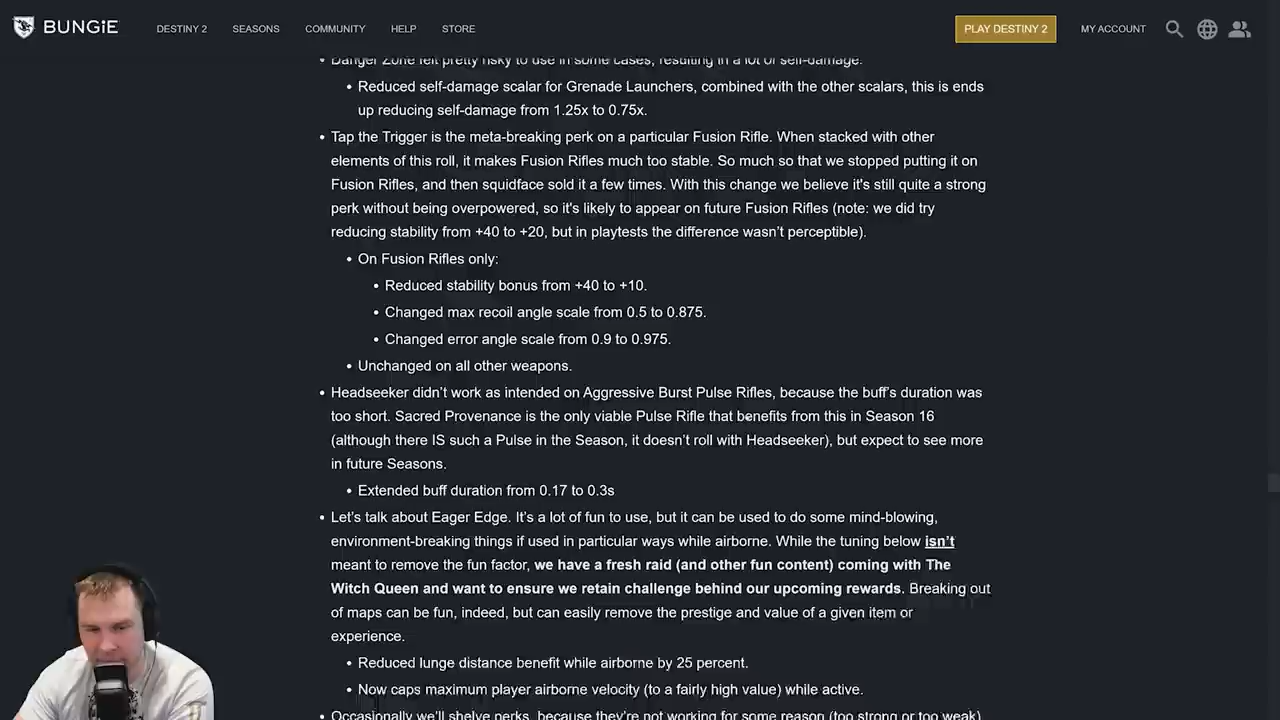 BUNGiE
DESTINY 2
SEASONS
COMMUNITY
HELP
STORE
PLAY DESTINY 2
MY ACCOUNT
• Danger Zone felt pretty risky to use in some cases, resulting in a lot of self-damage.
• Reduced self-damage scalar for Grenade Launchers, combined with the other scalars, this is ends
up reducing self-damage from 1.25x to 0.75x.
• Tap the Trigger is the meta-breaking perk on a particular Fusion Rifle. When stacked with other
elements of this roll, it makes Fusion Rifles much too stable. So much so that we stopped putting it on
Fusion Rifles, and then squidface sold it a few times. With this change we believe it's still quite a strong
perk without being overpowered, so it's likely to appear on future Fusion Rifles (note: we did try
reducing stability from +40 to +20, but in playtests the difference wasn't perceptible).
• On Fusion Rifles only:
• Reduced stability bonus from +40 to +10.
• Changed max recoil angle scale from 0.5 to 0.875.
• Changed error angle scale from 0.9 to 0.975.
• Unchanged on all other weapons.
• Headseeker didn't work as intended on Aggressive Burst Pulse Rifles, because the buff's duration was
too short. Sacred Provenance is the only viable Pulse Rifle that benefits from this in Season 16
(although there IS such a Pulse in the Season, it doesn't roll with Headseeker), but expect to see more
in future Seasons.
• Extended buff duration from 0.17 to 0.3s
• Let's talk about Eager Edge. It's a lot of fun to use, but it can be used to do some mind-blowing,
environment-breaking things if used in particular ways while airborne. While the tuning below isn't
meant to remove the fun factor, we have a fresh raid (and other fun content) coming with The
Witch Queen and want to ensure we retain challenge behind our upcoming rewards. Breaking out
of maps can be fun, indeed, but can easily remove the prestige and value of a given item or
experience.
• Reduced lunge distance benefit while airborne by 25 percent.
• Now caps maximum player airborne velocity (to a fairly high value) while active.
• Occasionally we'll shelve perks, because they're not working for some reason (too strong or too weak)